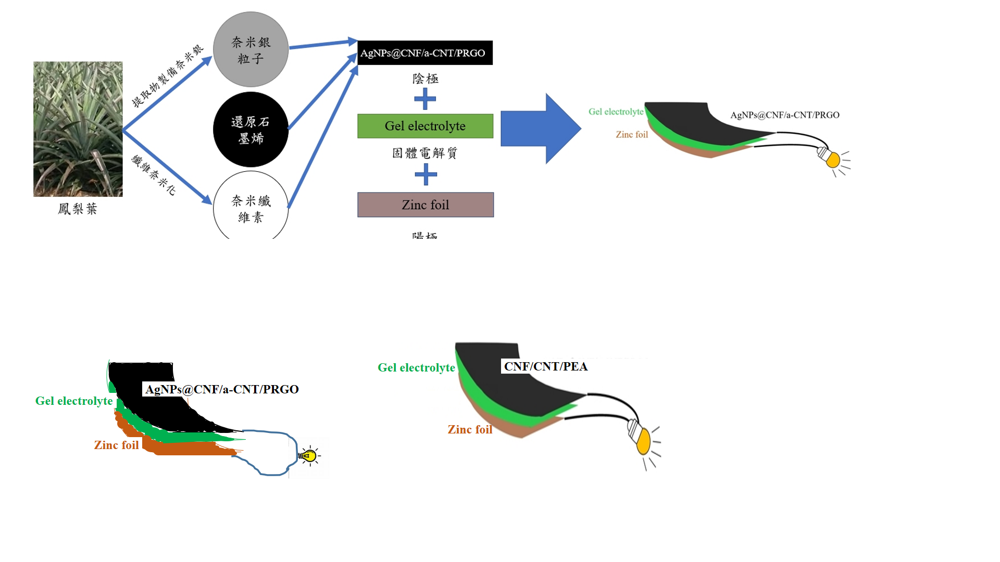 提取物製備奈米銀
纖維奈米化
鳳梨葉
奈米銀
粒子
還原石
墨烯
奈米纖
維素
AgNPs@CNF/a-CNT/PRGO
陰極
Gel electrolyte
固體電解質
Zinc foil
陽極
Gel electrolyte
AgNPs@CNF/a-CNT/PRGO
Zinc foil
AgNPs@CNF/a-CNT/PRGO
Gel electrolyte
Zinc foil
Gel electrolyte
CNF/CNT/PEA
Zinc foil